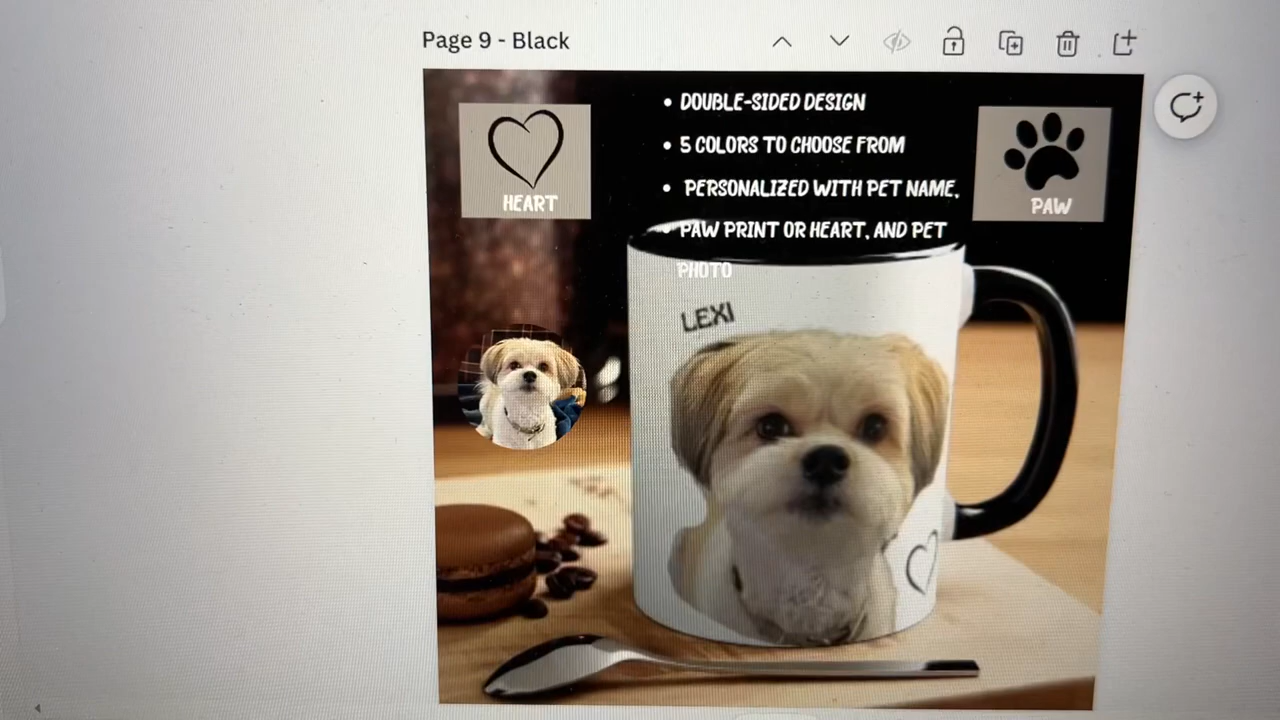 Page 9 - Black
• DOUBLE-SIDED DESIGN
• 5 COLORS TO CHOOSE FROM
• PERSONALIZED WITH PET NAME,
• PAW PRINT OR HEART, AND PET
PHOTO
HEART
PAW
LEXI